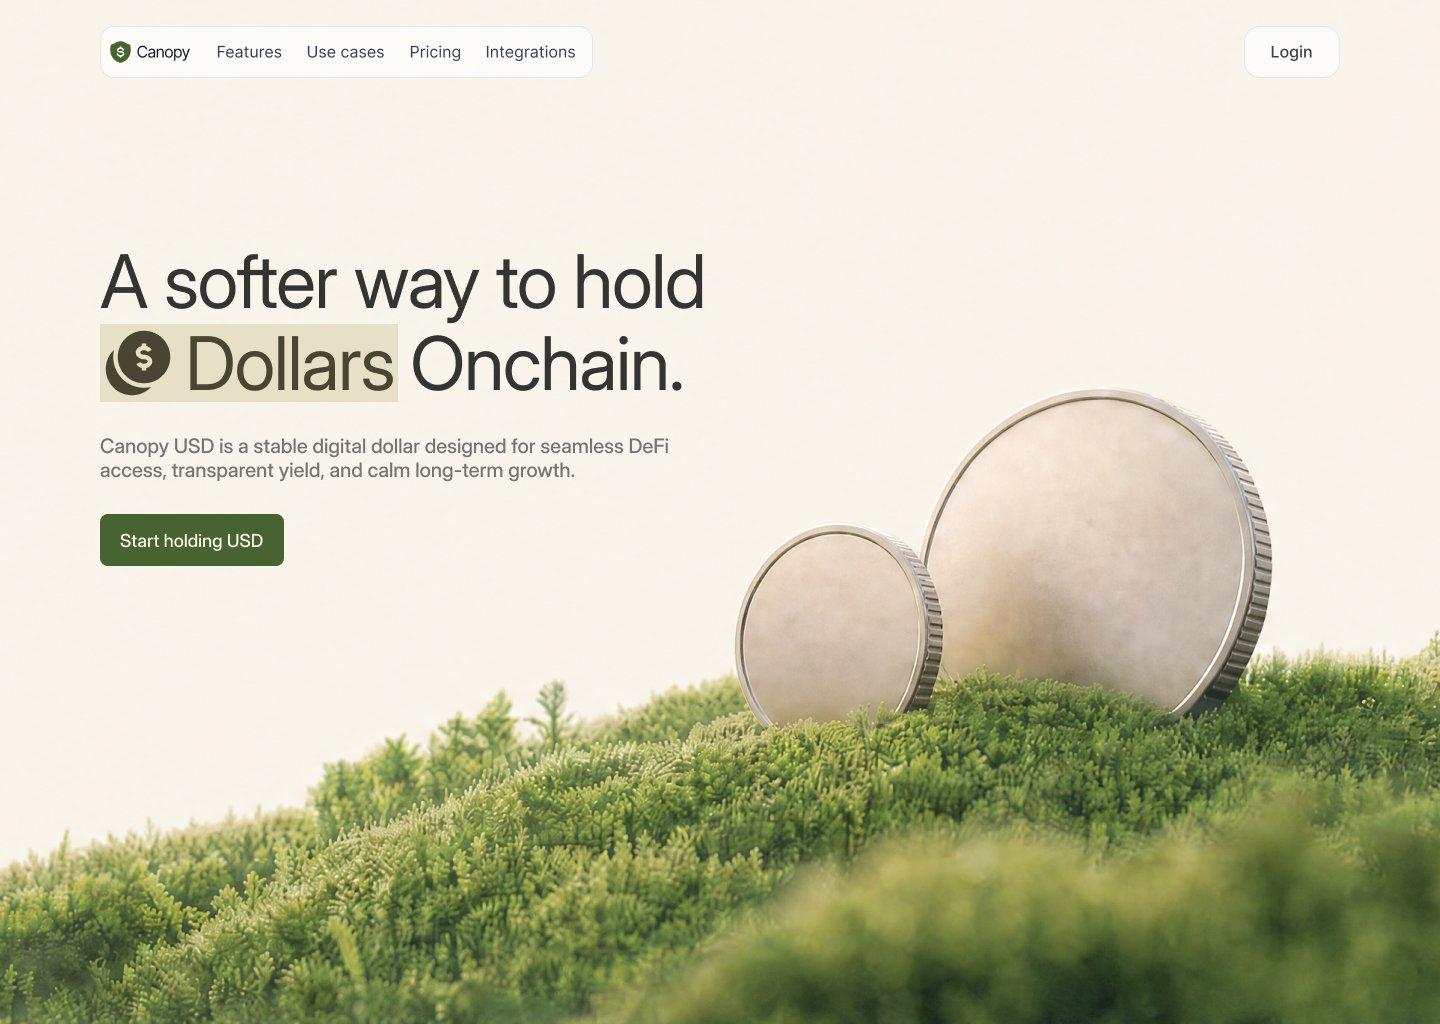 Canopy Features Use cases Pricing Integrations Login
A softer way to hold
$ Dollars Onchain.
Canopy USD is a stable digital dollar designed for seamless DeFi
access, transparent yield, and calm long-term growth.
Start holding USD